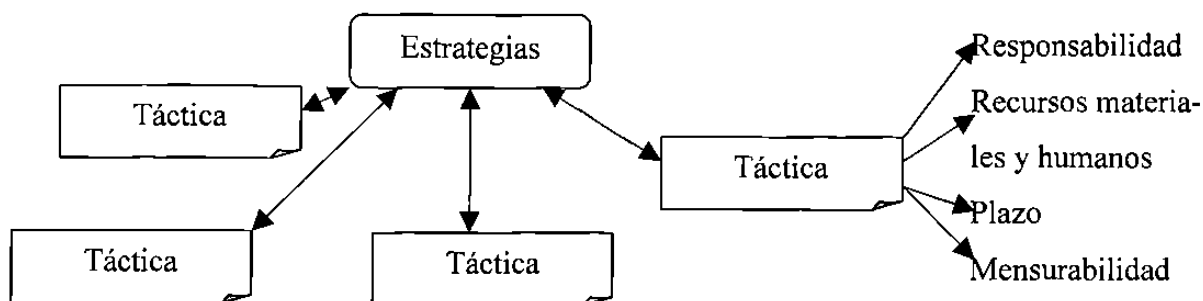 Estrategias
Táctica
Táctica
Táctica
Táctica
Responsabilidad
Recursos materia-
les y humanos
Plazo
Mensurabilidad